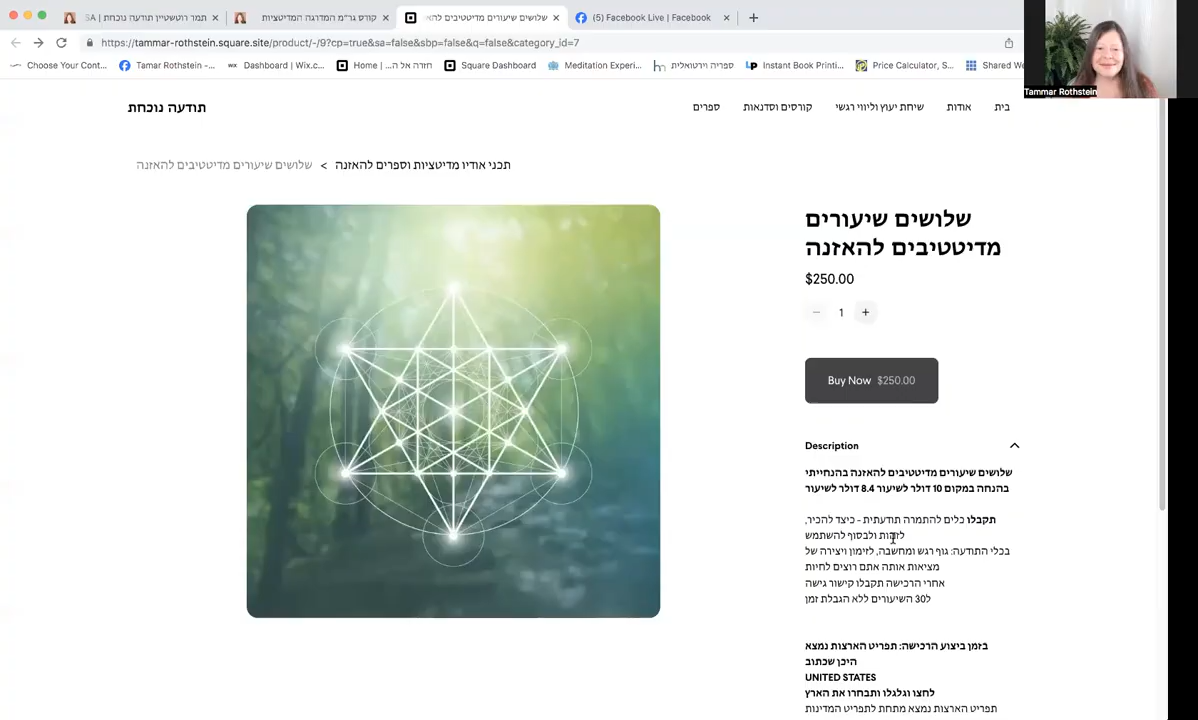 תמר רוטשטיין תודעה נוכחת | SA
קורס גר״מ המדרגה המדיטציות
שלושים שיעורים מדיטטיבים להאז
(5) Facebook Live | Facebook
https://tammar-rothstein.square.site/product/-/9?cp=true&sa=false&sbp=false&q=false&category_id=7
Choose Your Cont...
Tamar Rothstein -...
Dashboard | Wix.c...
Home | חזרה אל ה...
Square Dashboard
Meditation Experi...
ספריה וירטואלית
Instant Book Printi...
Price Calculator, S...
Shared We
Tammar Rothstein
תודעה נוכחת
בית
אודות
שיחת יעוץ וליווי רגשי
קורסים וסדנאות
ספרים
תכני אודיו מדיטציות וספרים להאזנה > שלושים שיעורים מדיטטיבים להאזנה
שלושים שיעורים
מדיטטיבים להאזנה
$250.00
− 1 +
Buy Now $250.00
Description
שלושים שיעורים מדיטטיבים להאזנה בהנחייתי
בהנחה במקום 10 דולר לשיעור 8.4 דולר לשיעור
תקבלו כלים להתמרה תודעתית - כיצד להכיר,
ולבסוף להשתמש
בכלי התודעה: גוף רגש ומחשבה, לזימון ויצירה של
מציאות אותה אתם רוצים לחיות
אחרי הרכישה תקבלו קישור גישה
ל30 השיעורים ללא הגבלת זמן
בזמן ביצוע הרכישה: תפריט הארצות נמצא
היכן שכתוב
UNITED STATES
לחצו וגלגלו ותבחרו את הארץ
תפריט הארצות נמצא מתחת לתפריט המדינות